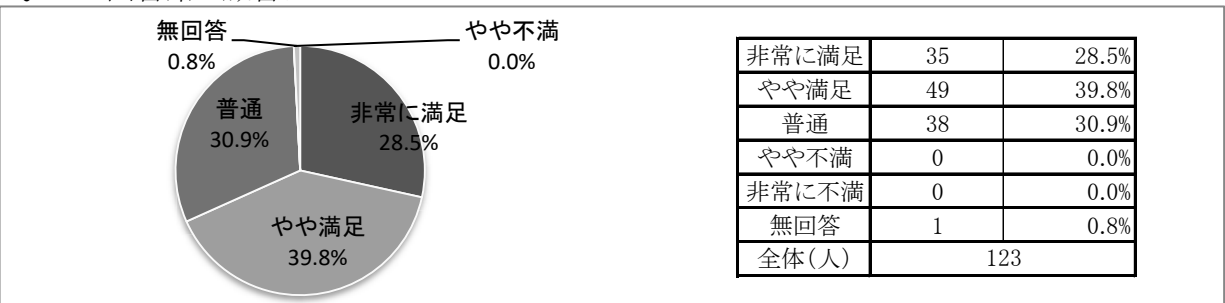 無回答
0.8%
やや不満
0.0%
普通
30.9%
非常に満足
28.5%
やや満足
39.8%
非常に満足 35 28.5%
やや満足 49 39.8%
普通 38 30.9%
やや不満 0 0.0%
非常に不満 0 0.0%
無回答 1 0.8%
全体(人) 123